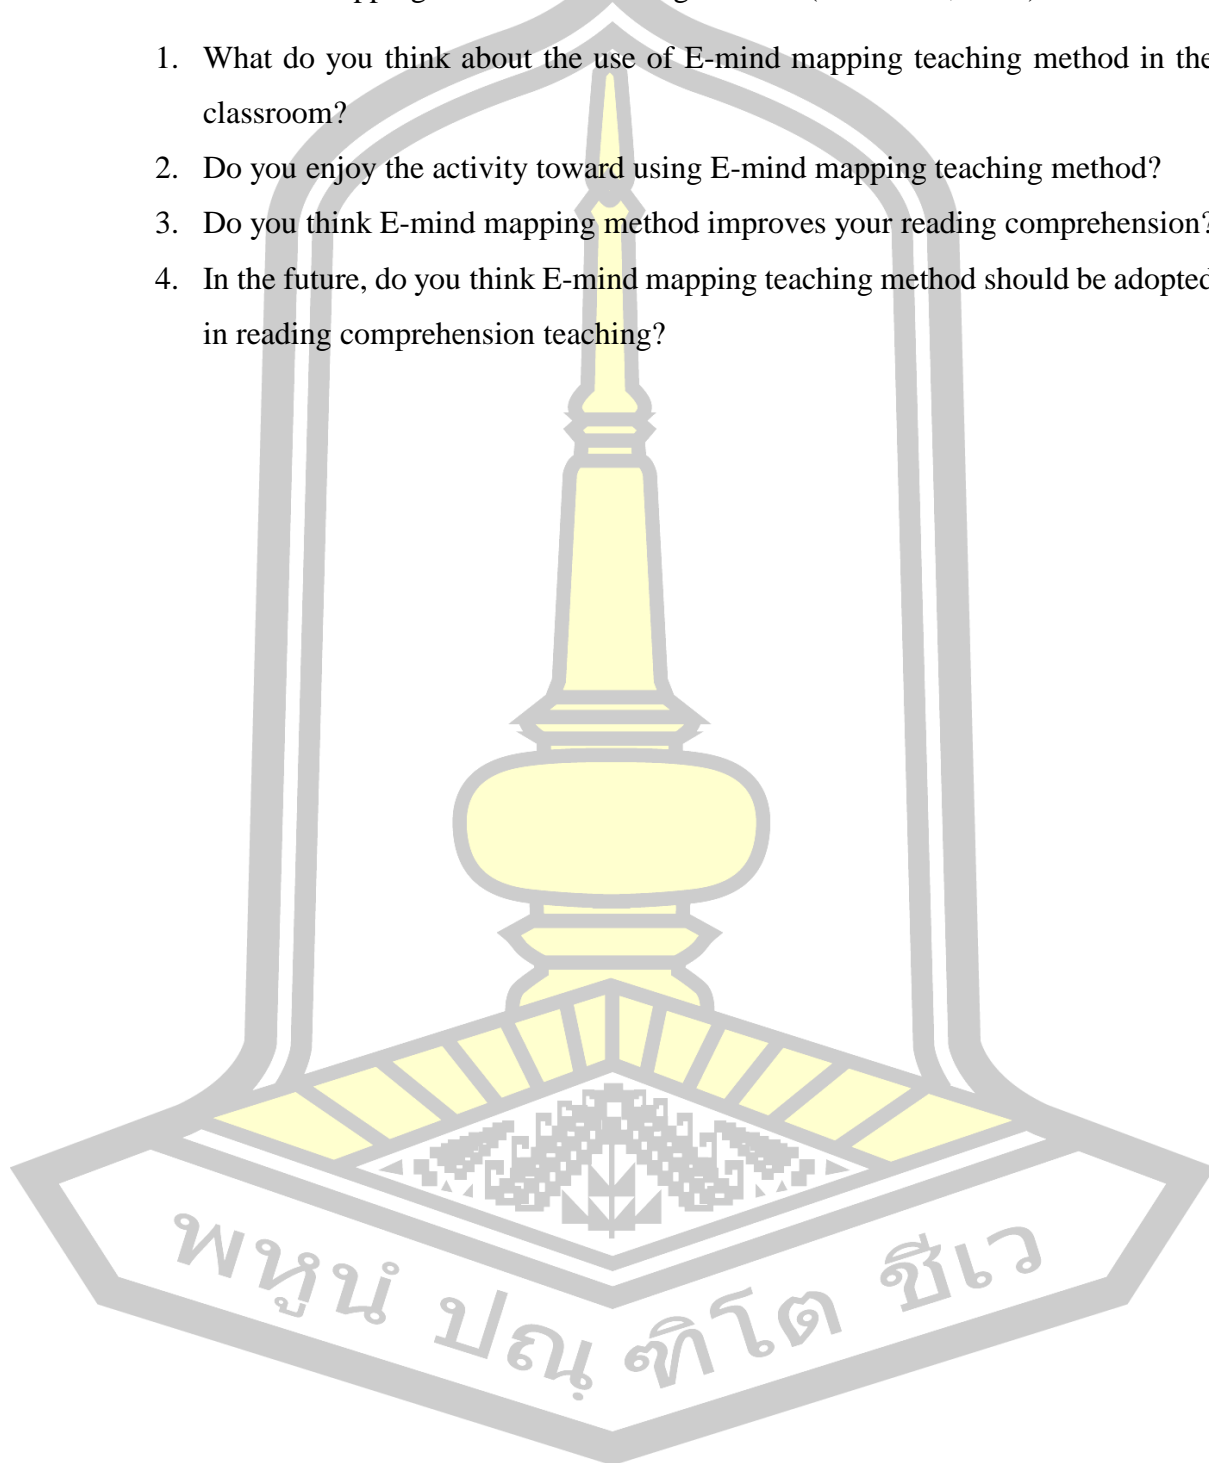 1. What do you think about the use of E-mind mapping teaching method in the
classroom?
2. Do you enjoy the activity toward using E-mind mapping teaching method?
3. Do you think E-mind mapping method improves your reading comprehension?
4. In the future, do you think E-mind mapping teaching method should be adopted
in reading comprehension teaching?
พหูนํ ปณฺฑิโต ชีเว